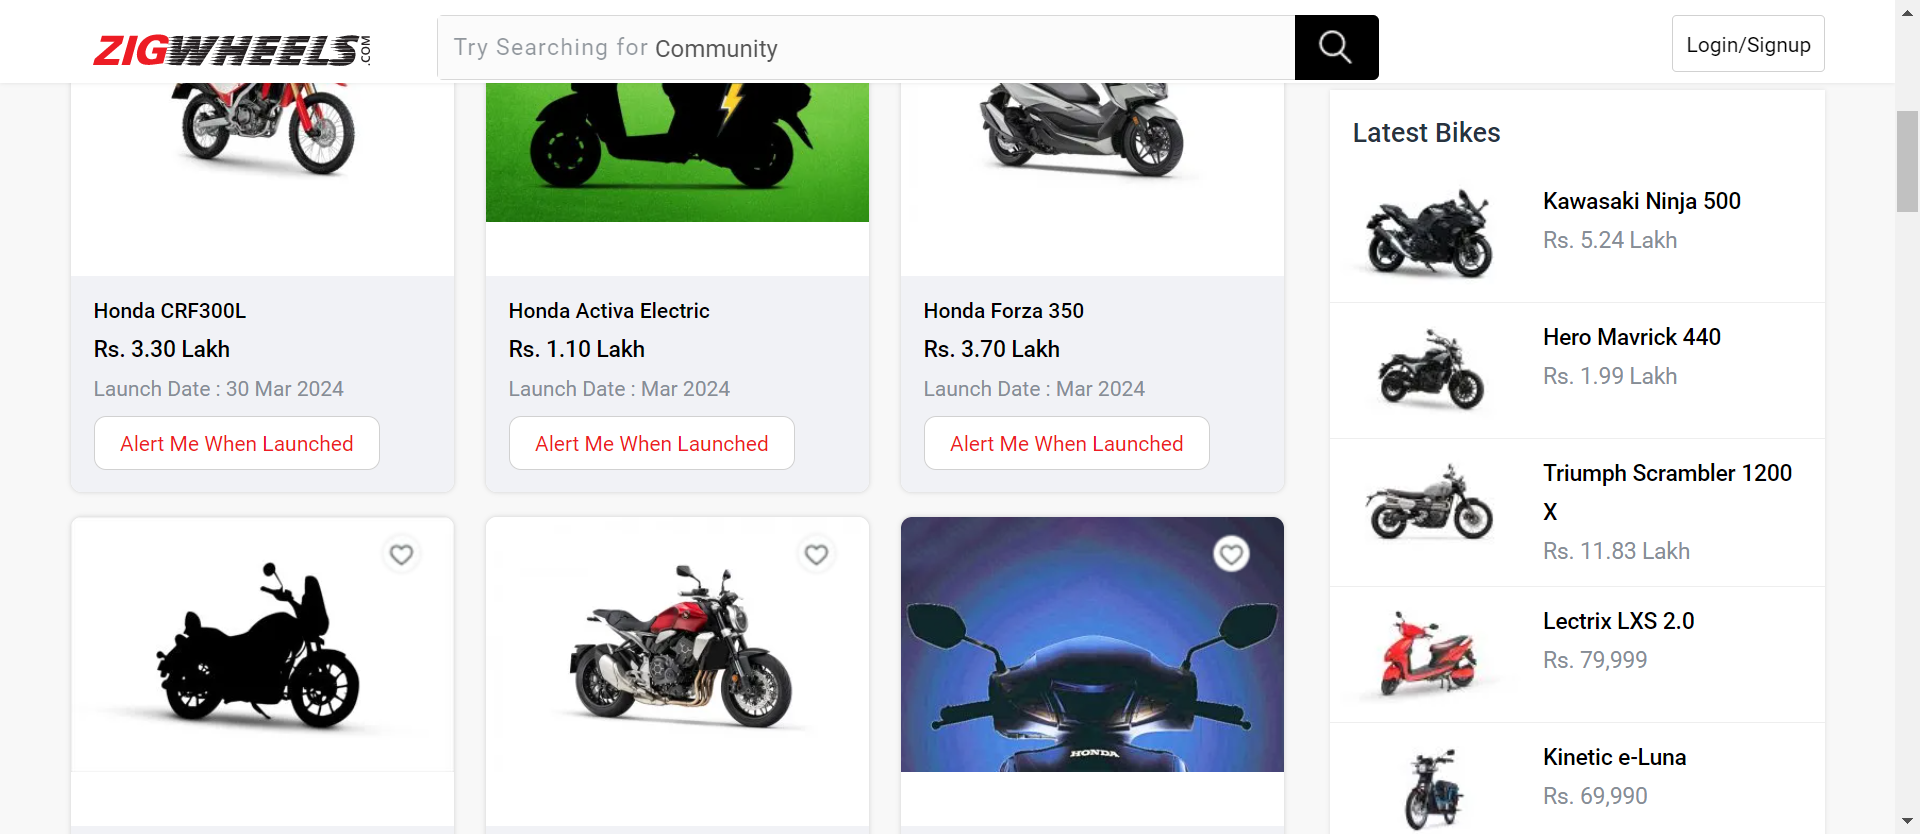 ZIGWHEELS.COM
Try Searching for Community
Login/Signup
Honda CRF300L
Rs. 3.30 Lakh
Launch Date : 30 Mar 2024
Alert Me When Launched
Honda Activa Electric
Rs. 1.10 Lakh
Launch Date : Mar 2024
Alert Me When Launched
Honda Forza 350
Rs. 3.70 Lakh
Launch Date : Mar 2024
Alert Me When Launched
HONDA
Latest Bikes
Kawasaki Ninja 500
Rs. 5.24 Lakh
Hero Mavrick 440
Rs. 1.99 Lakh
Triumph Scrambler 1200
X
Rs. 11.83 Lakh
Lectrix LXS 2.0
Rs. 79,999
Kinetic e-Luna
Rs. 69,990